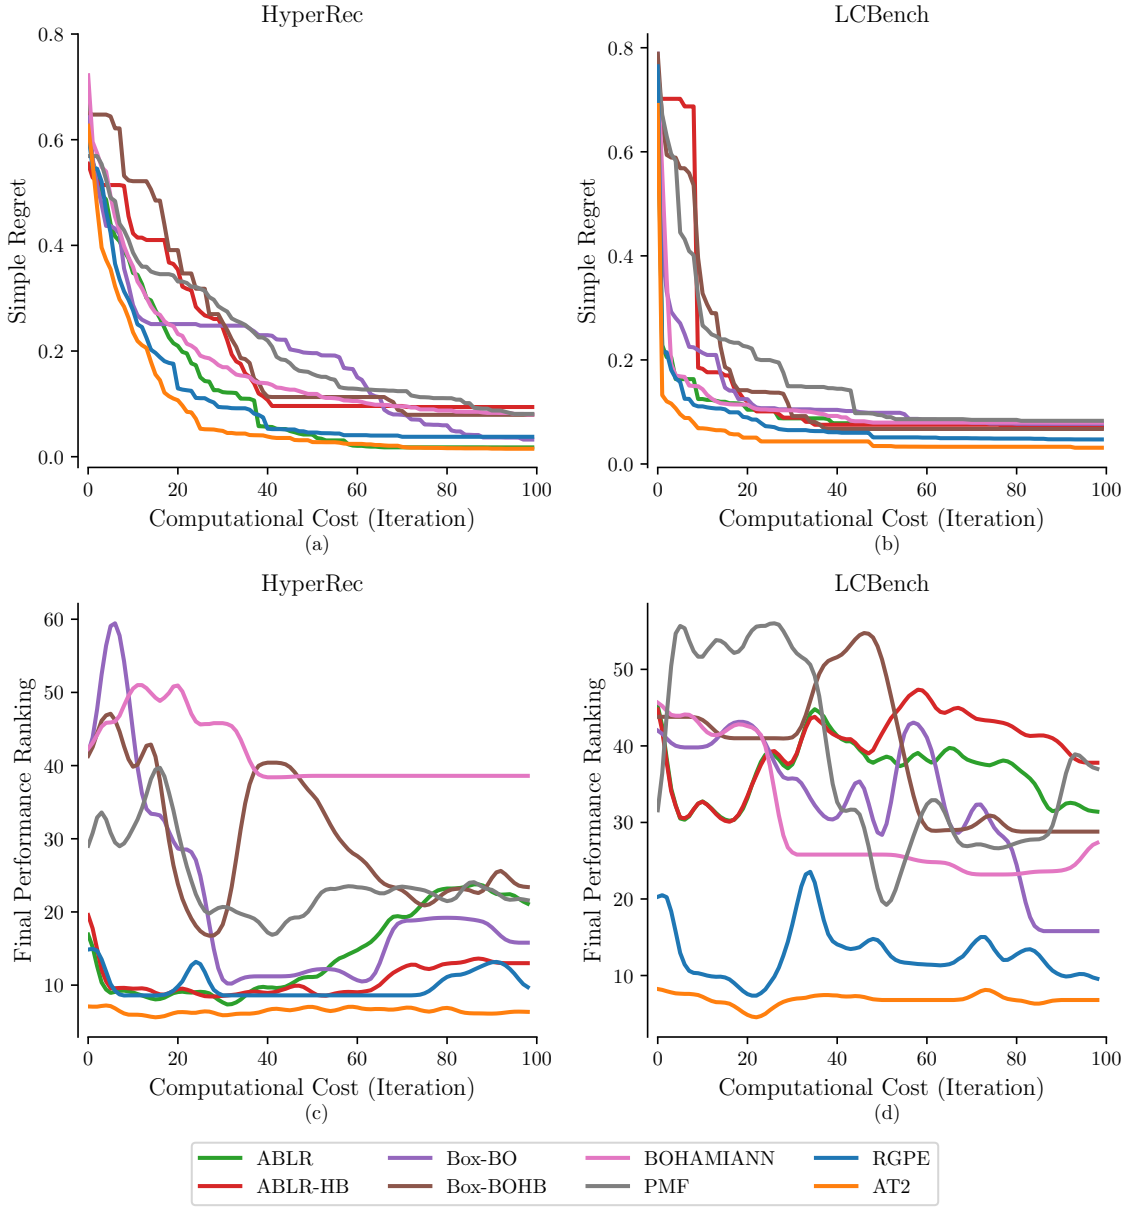 HyperRec
LCBench
0.8
0.6
0.4
0.2
0.0
Simple Regret
0 20 40 60 80 100
Computational Cost (Iteration)
(a)
0.8
0.6
0.4
0.2
0.0
Simple Regret
0 20 40 60 80 100
Computational Cost (Iteration)
(b)
HyperRec
LCBench
60
50
40
30
20
10
Final Performance Ranking
0 20 40 60 80 100
Computational Cost (Iteration)
(c)
50
40
30
20
10
Final Performance Ranking
0 20 40 60 80 100
Computational Cost (Iteration)
(d)
ABLR Box-BO BOHAMIANN RGPE
ABLR-HB Box-BOHB PMF AT2